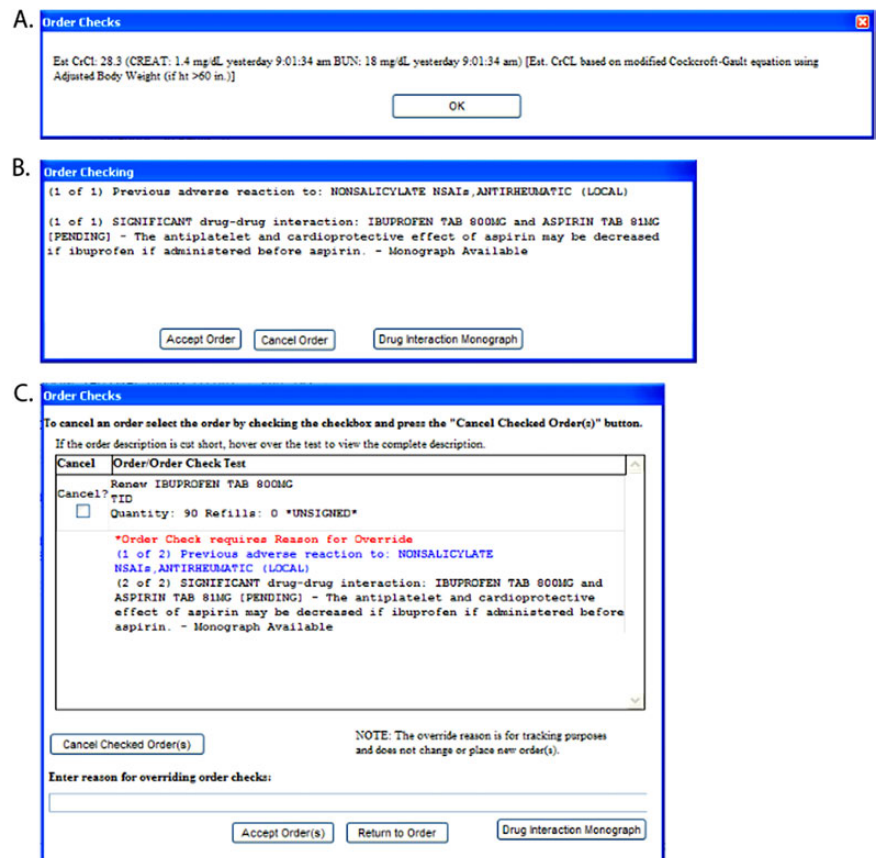 A.
Order Checks
Est CrCl: 28.3 (CREAT: 1.4 mg/dL yesterday 9:01:34 am BUN: 18 mg/dL yesterday 9:01:34 am) [Est. CrCL based on modified Cockcroft-Gault equation using
Adjusted Body Weight (if ht >60 in.)]
OK
B.
Order Checking
(1 of 1) Previous adverse reaction to: NONSALICYLATE NSAIs,ANTIRHEUMATIC (LOCAL)
(1 of 1) SIGNIFICANT drug-drug interaction: IBUPROFEN TAB 800MG and ASPIRIN TAB 81MG
[PENDING] - The antiplatelet and cardioprotective effect of aspirin may be decreased
if ibuprofen if administered before aspirin. - Monograph Available
Accept Order Cancel Order Drug Interaction Monograph
C.
Order Checks
To cancel an order select the order by checking the checkbox and press the "Cancel Checked Order(s)" button.
If the order description is cut short, hover over the test to view the complete description.
Cancel Order/Order Check Test
Renew IBUPROFEN TAB 800MG
Cancel? TID
Quantity: 90 Refills: 0 *UNSIGNED*
*Order Check requires Reason for Override
(1 of 2) Previous adverse reaction to: NONSALICYLATE
NSAIs,ANTIRHEUMATIC (LOCAL)
(2 of 2) SIGNIFICANT drug-drug interaction: IBUPROFEN TAB 800MG and
ASPIRIN TAB 81MG [PENDING] - The antiplatelet and cardioprotective
effect of aspirin may be decreased if ibuprofen if administered before
aspirin. - Monograph Available
Cancel Checked Order(s)
NOTE: The override reason is for tracking purposes
and does not change or place new order(s).
Enter reason for overriding order checks:
Accept Order(s) Return to Order Drug Interaction Monograph